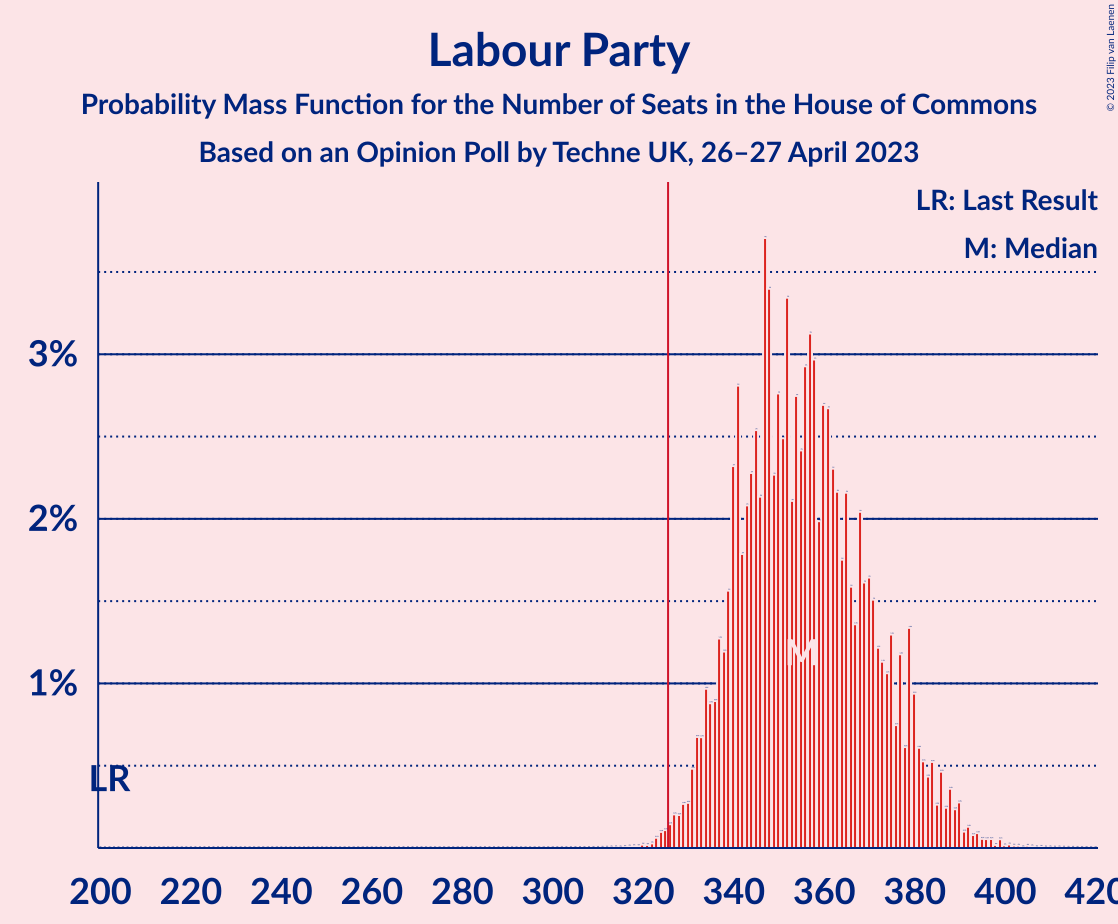 Labour Party
Probability Mass Function for the Number of Seats in the House of Commons
Based on an Opinion Poll by Techne UK, 26–27 April 2023
© 2023 Filip van Laenen
LR: Last Result
M: Median
3%
2%
1%
M
LR
200 220 240 260 280 300 320 340 360 380 400 420